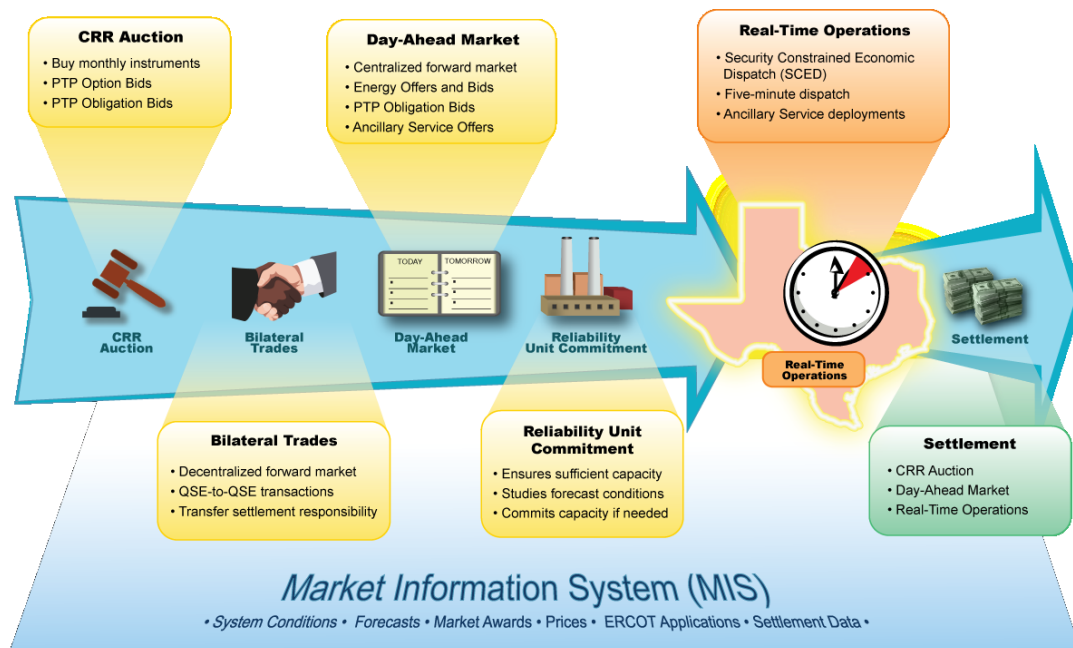 CRR Auction
• Buy monthly instruments
• PTP Option Bids
• PTP Obligation Bids
Day-Ahead Market
• Centralized forward market
• Energy Offers and Bids
• PTP Obligation Bids
• Ancillary Service Offers
Real-Time Operations
• Security Constrained Economic
Dispatch (SCED)
• Five-minute dispatch
• Ancillary Service deployments
TODAY
TOMORROW
CRR
Auction
Bilateral
Trades
Day-Ahead
Market
Reliability
Unit Commitment
Real-Time
Operations
Settlement
Bilateral Trades
• Decentralized forward market
• QSE-to-QSE transactions
• Transfer settlement responsibility
Reliability Unit
Commitment
• Ensures sufficient capacity
• Studies forecast conditions
• Commits capacity if needed
Settlement
• CRR Auction
• Day-Ahead Market
• Real-Time Operations
Market Information System (MIS)
• System Conditions • Forecasts • Market Awards • Prices • ERCOT Applications • Settlement Data •